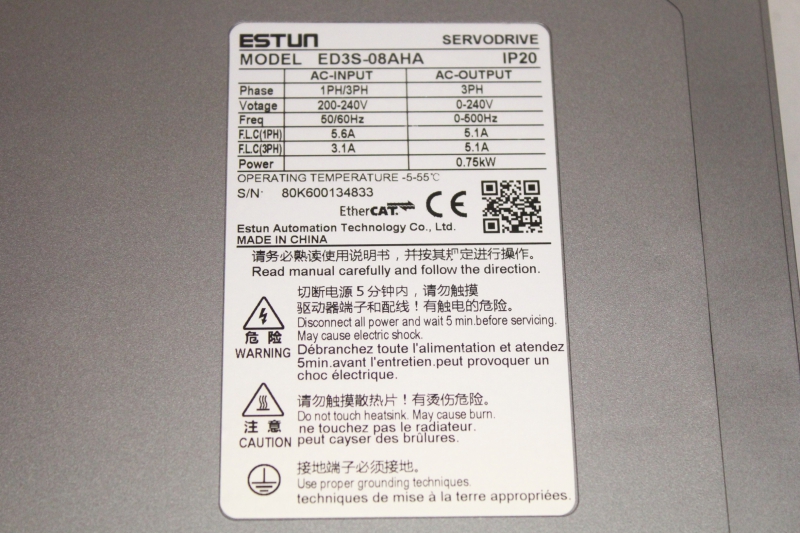 ESTUN SERVODRIVE
MODEL ED3S-08AHA IP20
AC-INPUT AC-OUTPUT
Phase 1PH/3PH 3PH
Votage 200-240V 0-240V
Freq 50/60Hz 0-500Hz
F.L.C(1PH) 5.6A 5.1A
F.L.C(3PH) 3.1A 5.1A
Power 0.75kW
OPERATING TEMPERATURE -5-55℃
S/N: 80K600134833
EtherCAT CE
Estun Automation Technology Co., Ltd.
MADE IN CHINA
请务必熟读使用说明书，并按其规定进行操作。
Read manual carefully and follow the direction.
切断电源5分钟内，请勿触摸
驱动器端子和配线！有触电的危险。
Disconnect all power and wait 5 min.before servicing.
May cause electric shock.
危险
WARNING
Débranchez toute l'alimentation et atendez
5min.avant l'entretien.peut provoquer un
choc électrique.
请勿触摸散热片！有烫伤危险。
Do not touch heatsink. May cause burn.
注意
CAUTION
ne touchez pas le radiateur.
peut cayser des brûlures.
接地端子必须接地。
Use proper grounding techniques.
techniques de mise à la terre appropriées.